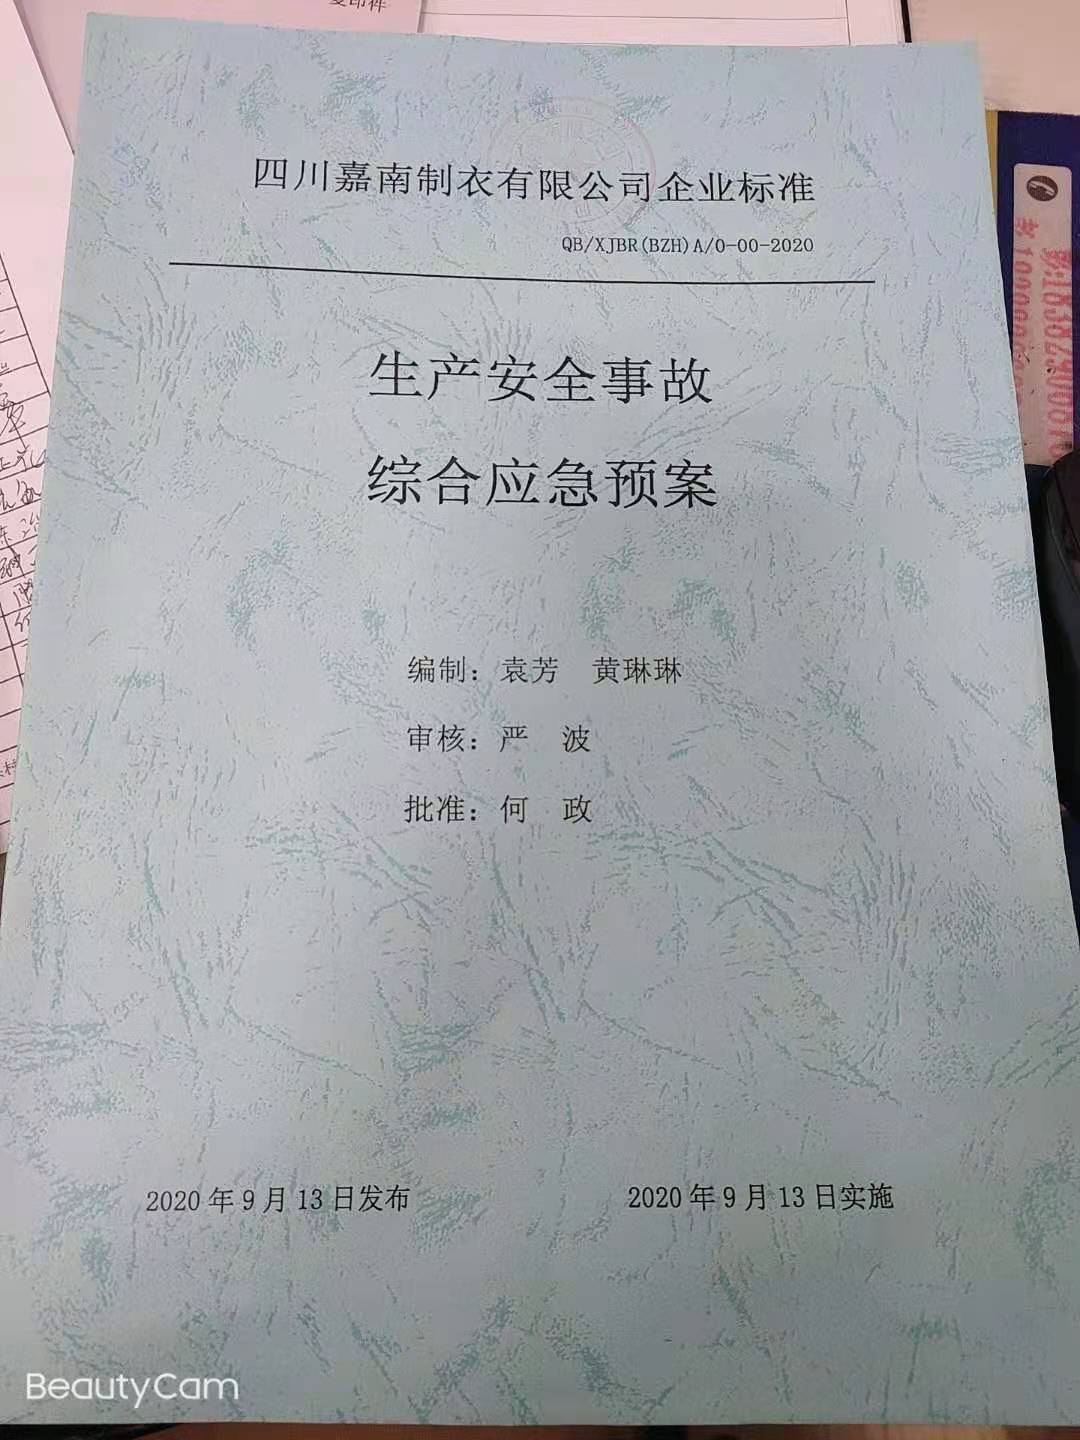 复印件
四川嘉南制衣有限公司企业标准
QB/XJBR(BZH)A/0-00-2020
生产安全事故
综合应急预案
编制：袁芳 黄琳琳
审核：严 波
批准：何 政
2020年9月13日发布
2020年9月13日实施
BeautyCam